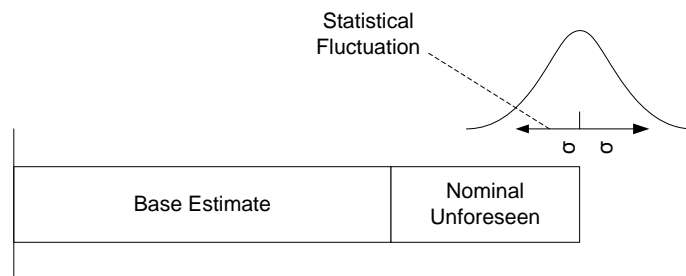 Statistical
Fluctuation
σ σ
Base Estimate
Nominal
Unforeseen